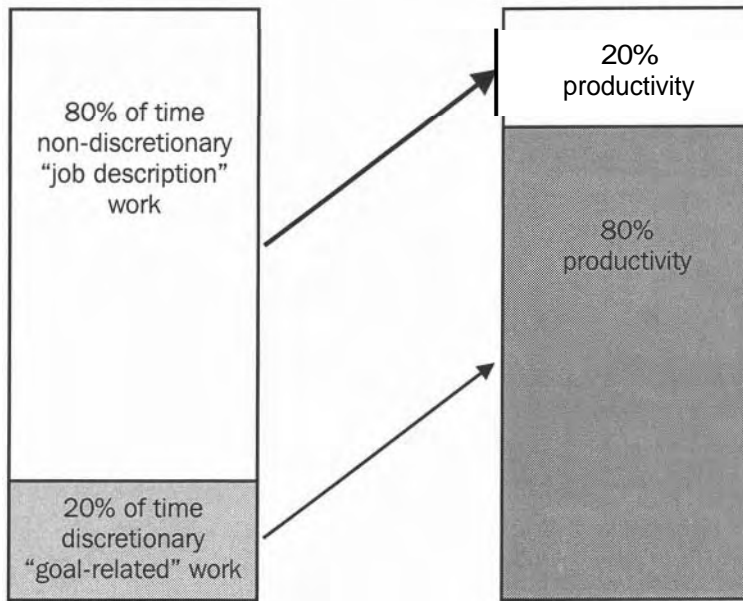 80% of time
non-discretionary
“job description”
work
20% of time
discretionary
“goal-related” work
20%
productivity
80%
productivity